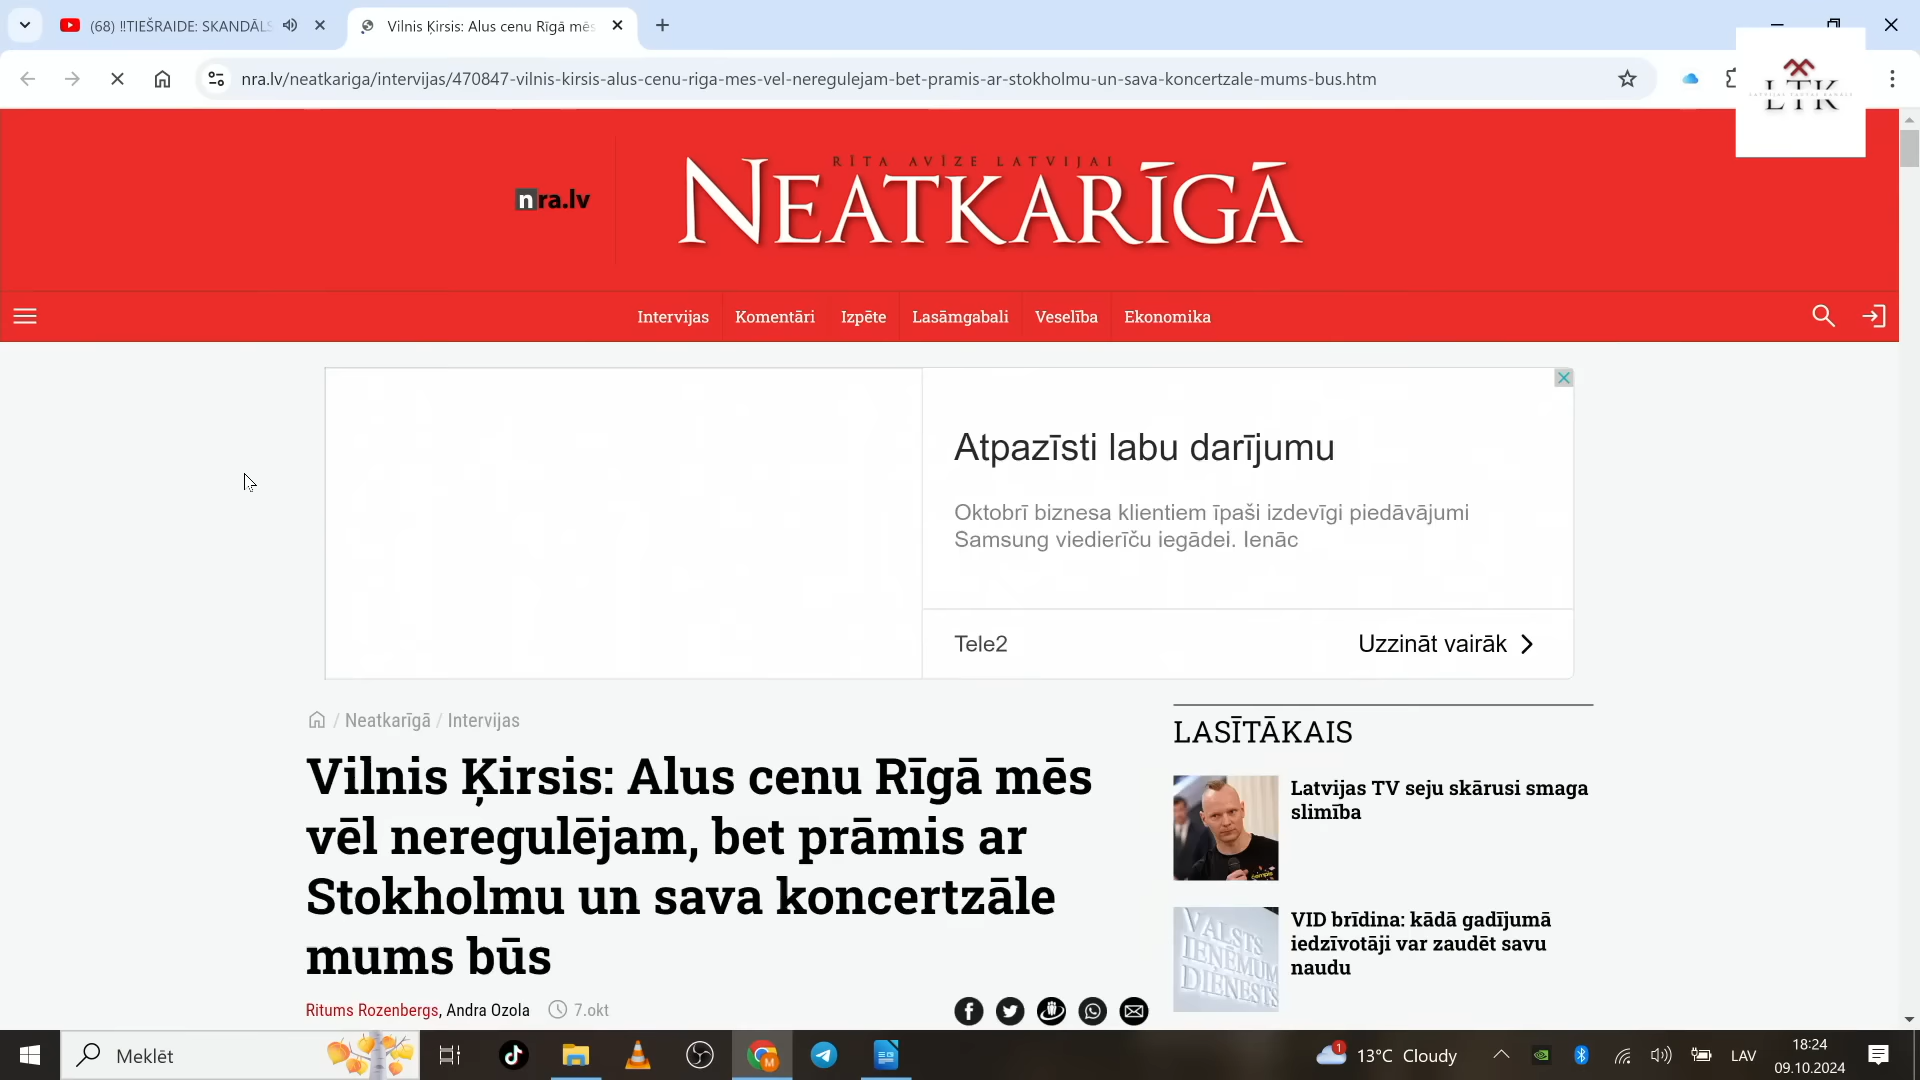 (68) !!TIEŠRAIDE: SKANDĀLS
Vilnis Ķirsis: Alus cenu Rīgā mēs
nra.lv/neatkariga/intervijas/470847-vilnis-kirsis-alus-cenu-riga-mes-vel-neregulejam-bet-pramis-ar-stokholmu-un-sava-koncertzale-mums-bus.htm
LTK
nra.lv
RĪTA AVĪZE LATVIJAI
NEATKARĪGĀ
Intervijas
Komentāri
Izpēte
Lasāmgabali
Veselība
Ekonomika
Atpazīsti labu darījumu
Oktobrī biznesa klientiem īpaši izdevīgi piedāvājumi
Samsung viedierīču iegādei. Ienāc
Tele2
Uzzināt vairāk
/ Neatkarīgā / Intervijas
Vilnis Ķirsis: Alus cenu Rīgā mēs
vēl neregulējam, bet prāmis ar
Stokholmu un sava koncertzāle
mums būs
Ritums Rozenbergs, Andra Ozola
7.okt
LASĪTĀKAIS
Latvijas TV seju skārusi smaga
slimība
VALSTS
IEŅĒMUM
DIENESTS
VID brīdina: kādā gadījumā
iedzīvotāji var zaudēt savu
naudu
Meklēt
M
1
13°C Cloudy
LAV
18:24
09.10.2024